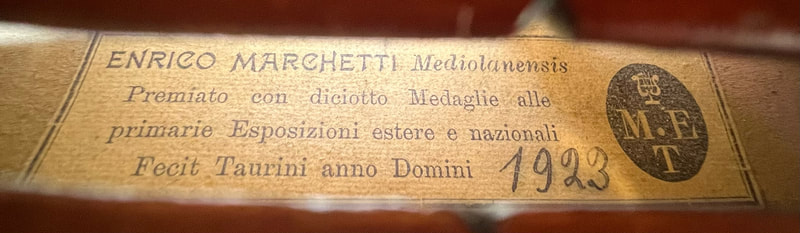 ENRICO MARCHETTI Mediolanensis
Premiato con diciotto Medaglie alle
primarie Esposizioni estere e nazionali
Fecit Taurini anno Domini 1923
M.E
T